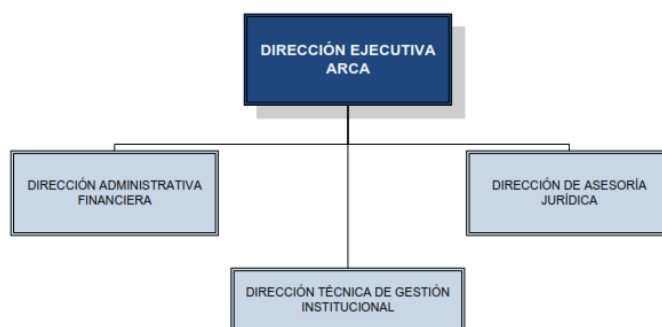 DIRECCIÓN EJECUTIVA
ARCA
DIRECCIÓN ADMINISTRATIVA
FINANCIERA
DIRECCIÓN DE ASESORÍA
JURÍDICA
DIRECCIÓN TÉCNICA DE GESTIÓN
INSTITUCIONAL